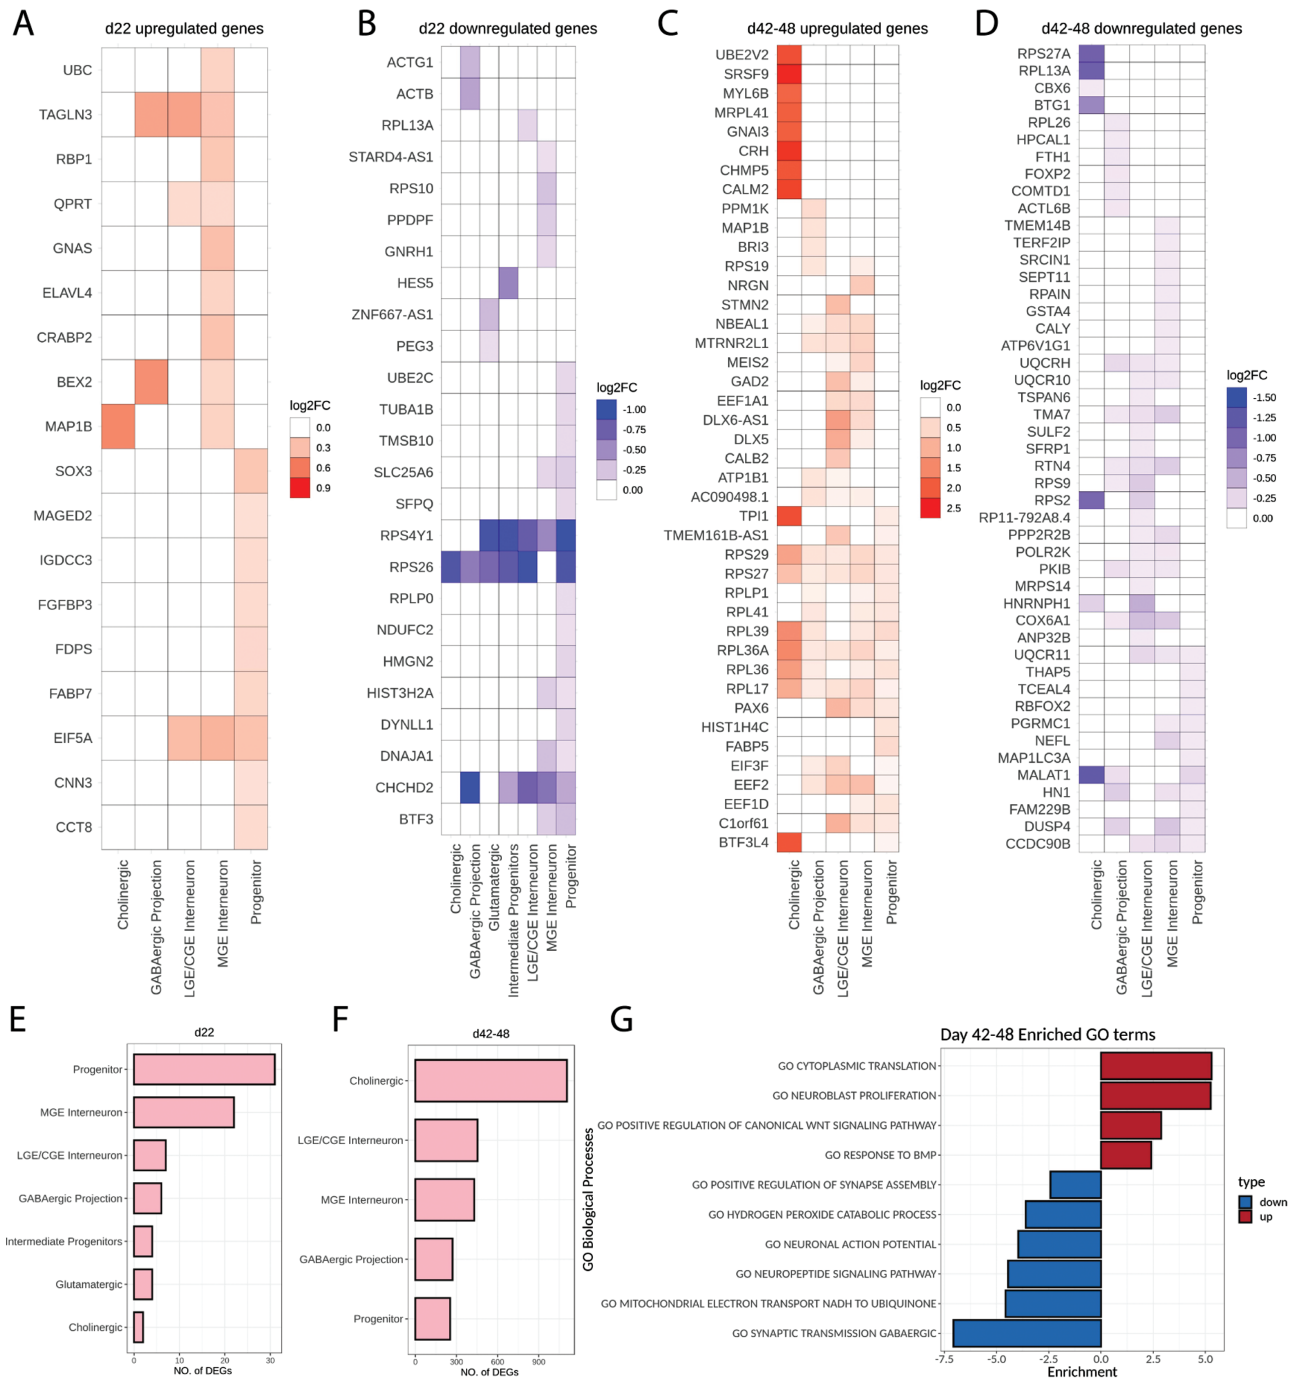 A
d22 upregulated genes
UBC
TAGLN3
RBP1
QPRT
GNAS
ELAVL4
CRABP2
BEX2
MAP1B
SOX3
MAGED2
IGDCC3
FGFBP3
FDPS
FABP7
EIF5A
CNN3
CCT8
Cholinergic
GABAergic Projection
LGE/CGE Interneuron
MGE Interneuron
Progenitor
log2FC
0.0
0.3
0.6
0.9
B
d22 downregulated genes
ACTG1
ACTB
RPL13A
STARD4-AS1
RPS10
PPDPF
GNRH1
HES5
ZNF667-AS1
PEG3
UBE2C
TUBA1B
TMSB10
SLC25A6
SFPQ
RPS4Y1
RPS26
RPLP0
NDUFC2
HMGN2
HIST3H2A
DYNLL1
DNAJA1
CHCHD2
BTF3
Cholinergic
GABAergic Projection
Glutamatergic
Intermediate Progenitors
LGE/CGE Interneuron
MGE Interneuron
Progenitor
log2FC
-1.00
-0.75
-0.50
-0.25
0.00
C
d42-48 upregulated genes
UBE2V2
SRSF9
MYL6B
MRPL41
GNAI3
CRH
CHMP5
CALM2
PPM1K
MAP1B
BRI3
RPS19
NRGN
STMN2
NBEAL1
MTRNR2L1
MEIS2
GAD2
EEF1A1
DLX6-AS1
DLX5
CALB2
ATP1B1
AC090498.1
TPI1
TMEM161B-AS1
RPS29
RPS27
RPLP1
RPL41
RPL39
RPL36A
RPL36
RPL17
PAX6
HIST1H4C
FABP5
EIF3F
EEF2
EEF1D
C1orf61
BTF3L4
Cholinergic
GABAergic Projection
LGE/CGE Interneuron
MGE Interneuron
Progenitor
log2FC
0.0
0.5
1.0
1.5
2.0
2.5
D
d42-48 downregulated genes
RPS27A
RPL13A
CBX6
BTG1
RPL26
HPCAL1
FTH1
FOXP2
COMTD1
ACTL6B
TMEM14B
TERF2IP
SRCIN1
SEPT11
RPAIN
GSTA4
CALY
ATP6V1G1
UQCRH
UQCR10
TSPAN6
TMA7
SULF2
SFRP1
RTN4
RPS9
RPS2
RP11-792A8.4
PPP2R2B
POLR2K
PKIB
MRPS14
HNRNPH1
COX6A1
ANP32B
UQCR11
THAP5
TCEAL4
RBFOX2
PGRMC1
NEFL
MAP1LC3A
MALAT1
HN1
FAM229B
DUSP4
CCDC90B
Cholinergic
GABAergic Projection
LGE/CGE Interneuron
MGE Interneuron
Progenitor
log2FC
-1.50
-1.25
-1.00
-0.75
-0.50
-0.25
0.00
E
d22
Progenitor
MGE Interneuron
LGE/CGE Interneuron
GABAergic Projection
Intermediate Progenitors
Glutamatergic
Cholinergic
0 10 20 30
NO. of DEGs
F
d42-48
Cholinergic
LGE/CGE Interneuron
MGE Interneuron
GABAergic Projection
Progenitor
0 300 600 900
NO. of DEGs
G
Day 42-48 Enriched GO terms
GO Biological Processes
GO CYTOPLASMIC TRANSLATION
GO NEUROBLAST PROLIFERATION
GO POSITIVE REGULATION OF CANONICAL WNT SIGNALING PATHWAY
GO RESPONSE TO BMP
GO POSITIVE REGULATION OF SYNAPSE ASSEMBLY
GO HYDROGEN PEROXIDE CATABOLIC PROCESS
GO NEURONAL ACTION POTENTIAL
GO NEUROPEPTIDE SIGNALING PATHWAY
GO MITOCHONDRIAL ELECTRON TRANSPORT NADH TO UBIQUINONE
GO SYNAPTIC TRANSMISSION GABAERGIC
-7.5 -5.0 -2.5 0.0 2.5 5.0
Enrichment
type
down
up